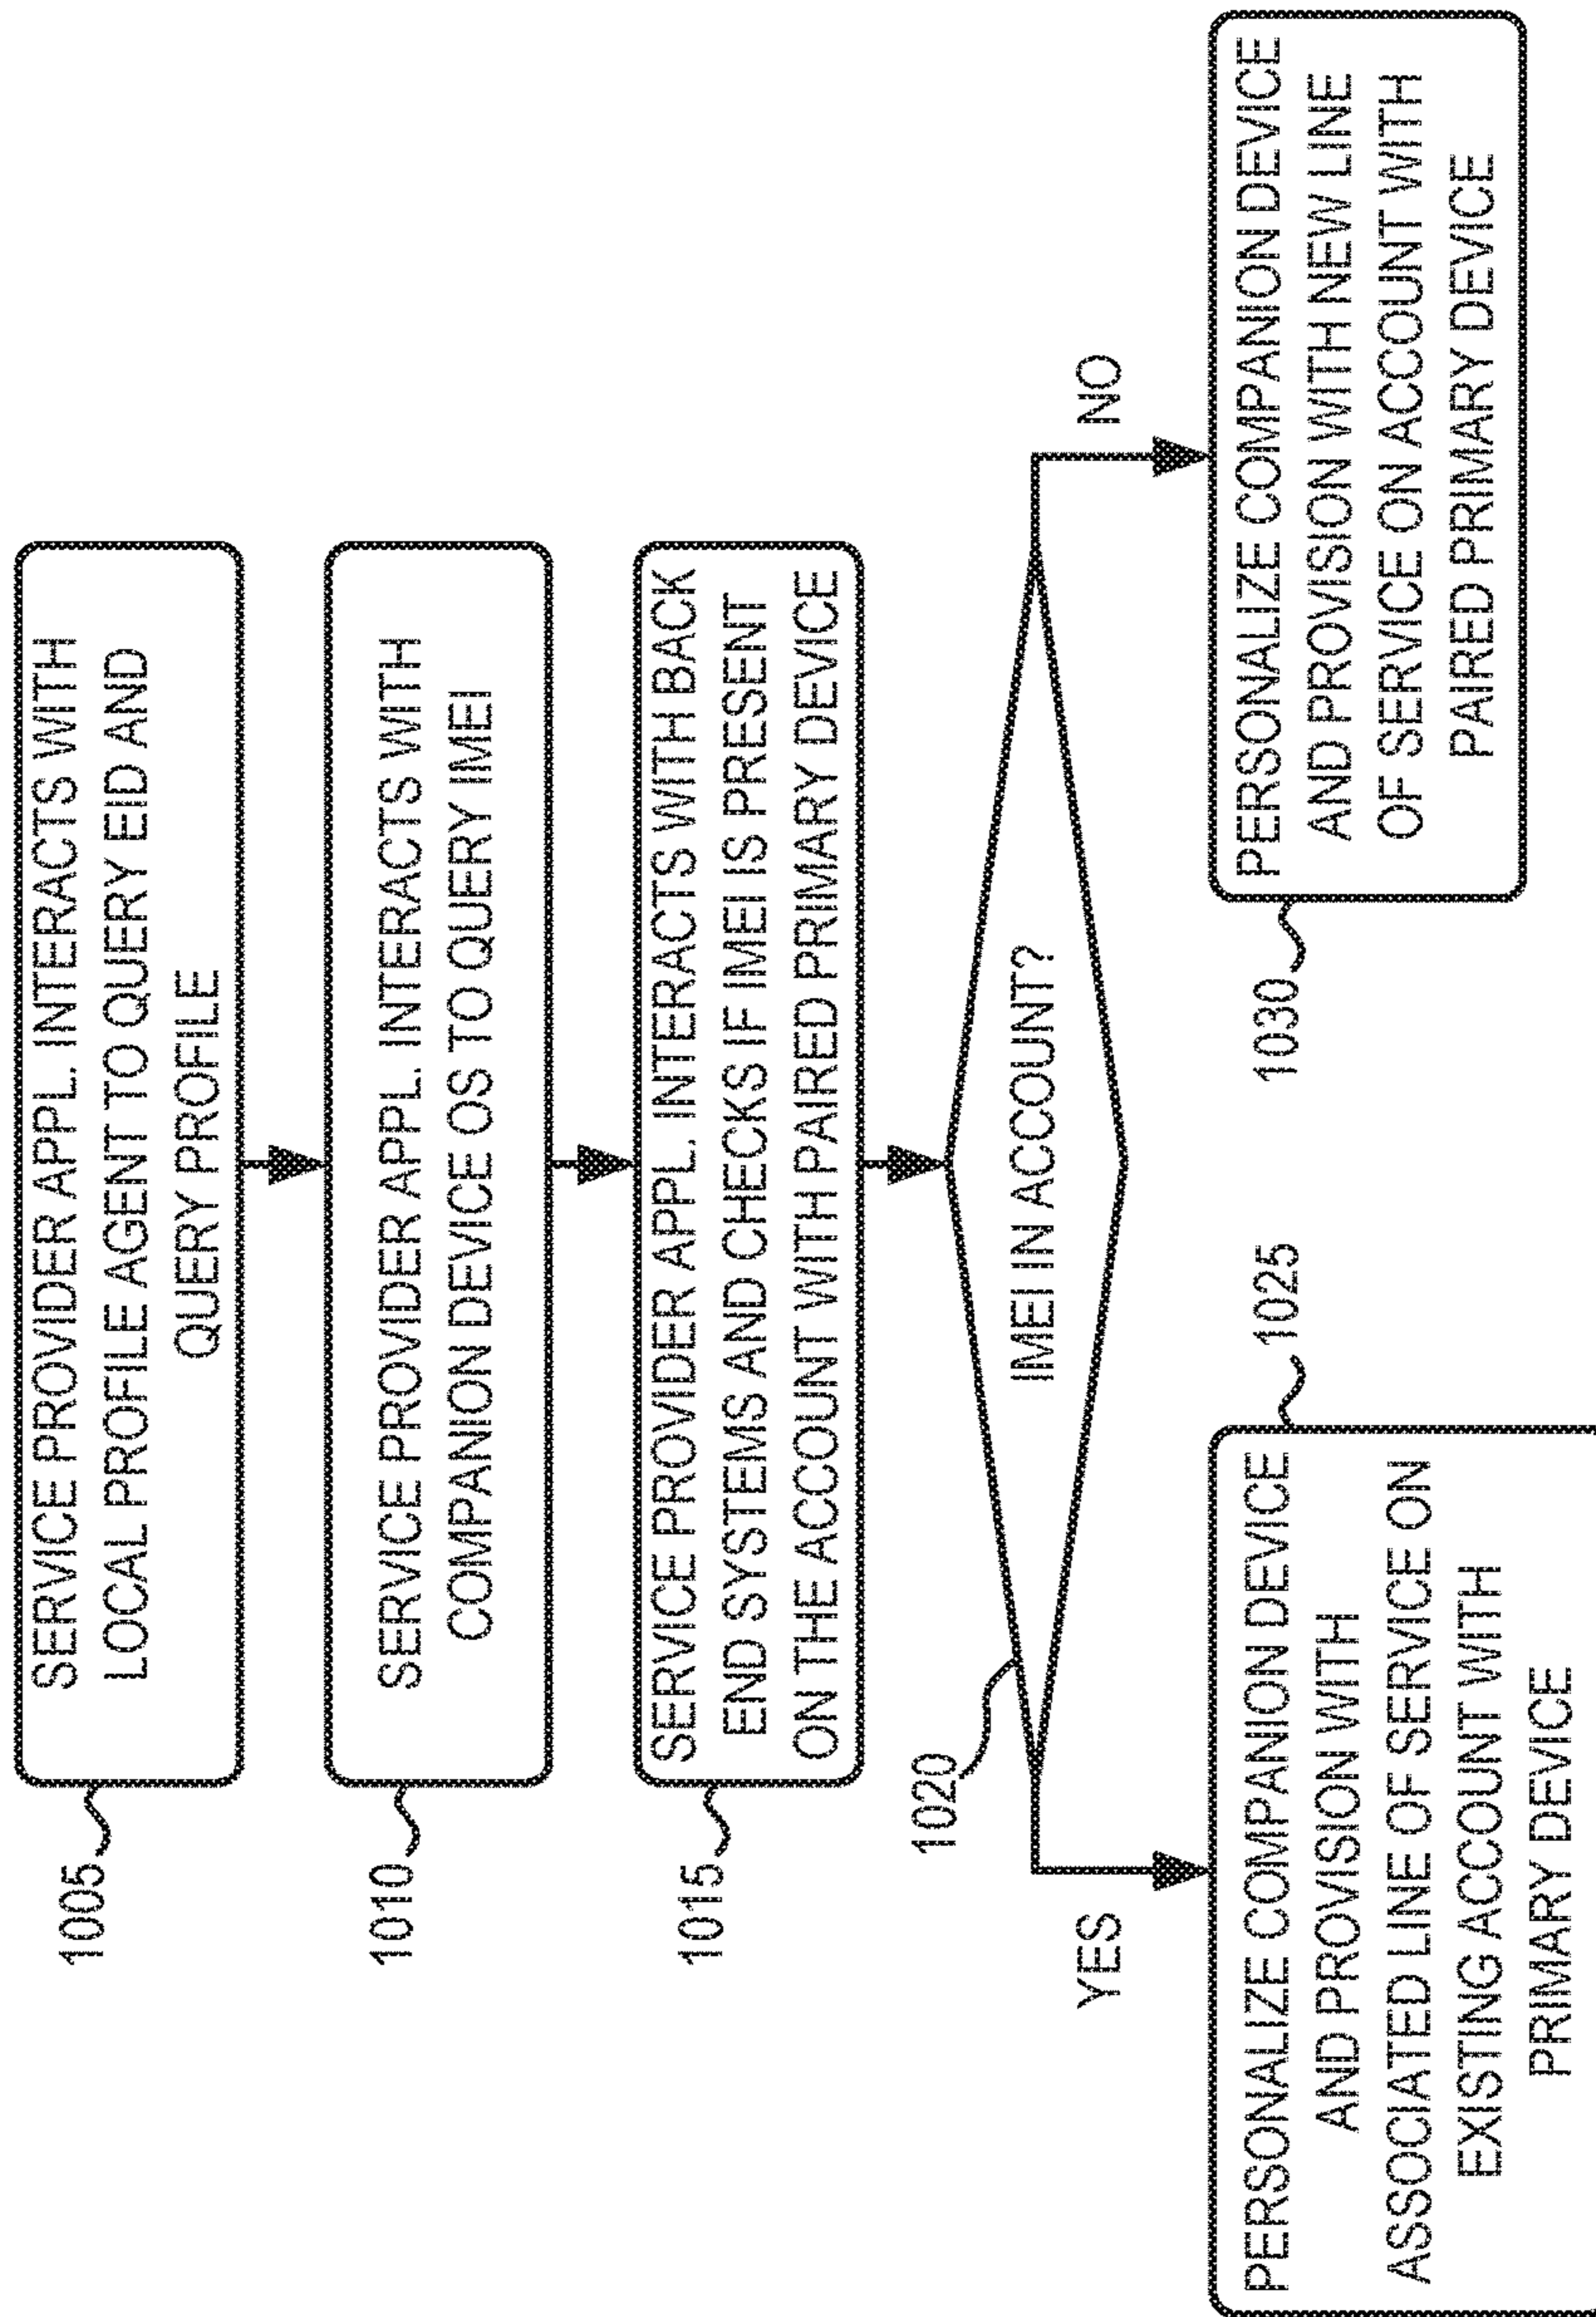 SERVICE PROVIDER APPL. INTERACTS WITH
LOCAL PROFILE AGENT TO QUERY EID AND
QUERY PROFILE
1005
SERVICE PROVIDER APPL. INTERACTS WITH
COMPANION DEVICE OS TO QUERY IMEI
1010
SERVICE PROVIDER APPL. INTERACTS WITH BACK
END SYSTEMS AND CHECKS IF IMEI IS PRESENT
ON THE ACCOUNT WITH PAIRED PRIMARY DEVICE
1015
1020
IMEI IN ACCOUNT?
YES
NO
PERSONALIZE COMPANION DEVICE
AND PROVISION WITH
ASSOCIATED LINE OF SERVICE ON
EXISTING ACCOUNT WITH
PRIMARY DEVICE
1025
1030
PERSONALIZE COMPANION DEVICE
AND PROVISION WITH NEW LINE
OF SERVICE ON ACCOUNT WITH
PAIRED PRIMARY DEVICE